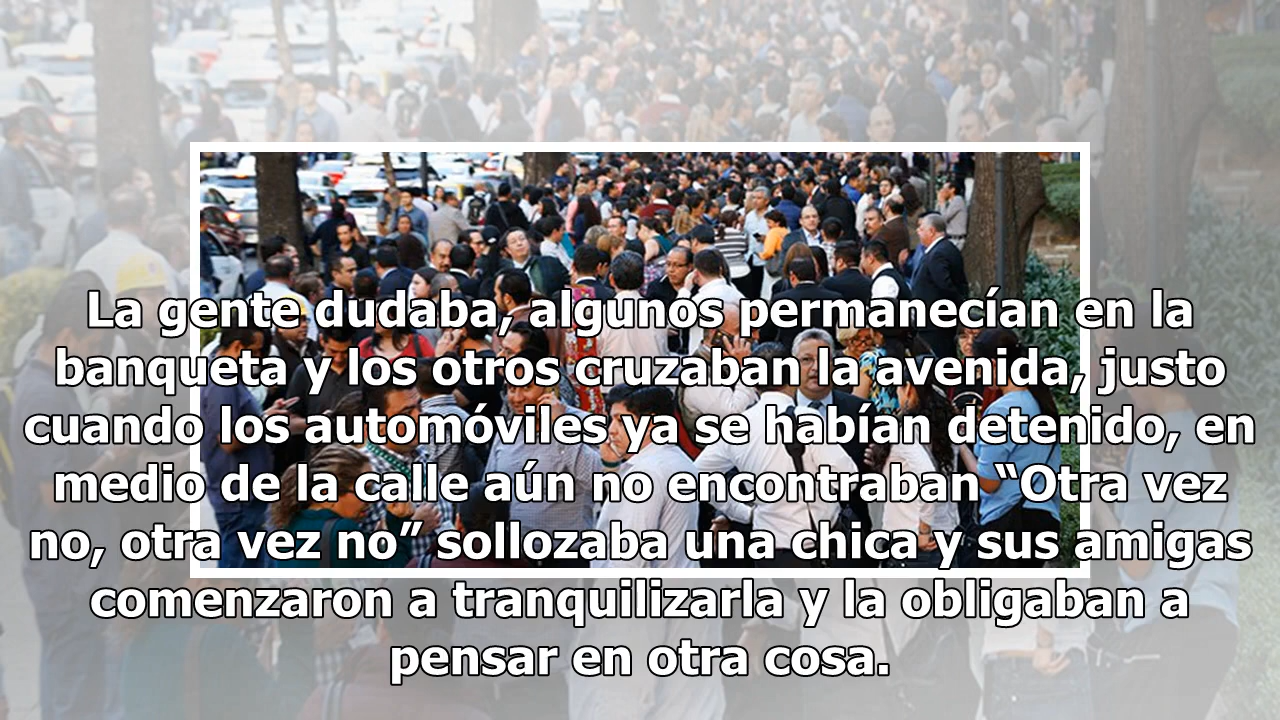 La gente dudaba, algunos permanecían en la
banqueta y los otros cruzaban la avenida, justo
cuando los automóviles ya se habían detenido, en
medio de la calle aún no encontraban “Otra vez
no, otra vez no” sollozaba una chica y sus amigas
comenzaron a tranquilizarla y la obligaban a
pensar en otra cosa.